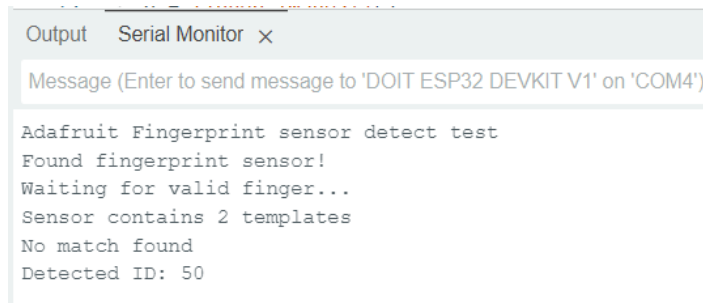 Output Serial Monitor ×
Message (Enter to send message to 'DOIT ESP32 DEVKIT V1' on 'COM4')
Adafruit Fingerprint sensor detect test
Found fingerprint sensor!
Waiting for valid finger...
Sensor contains 2 templates
No match found
Detected ID: 50